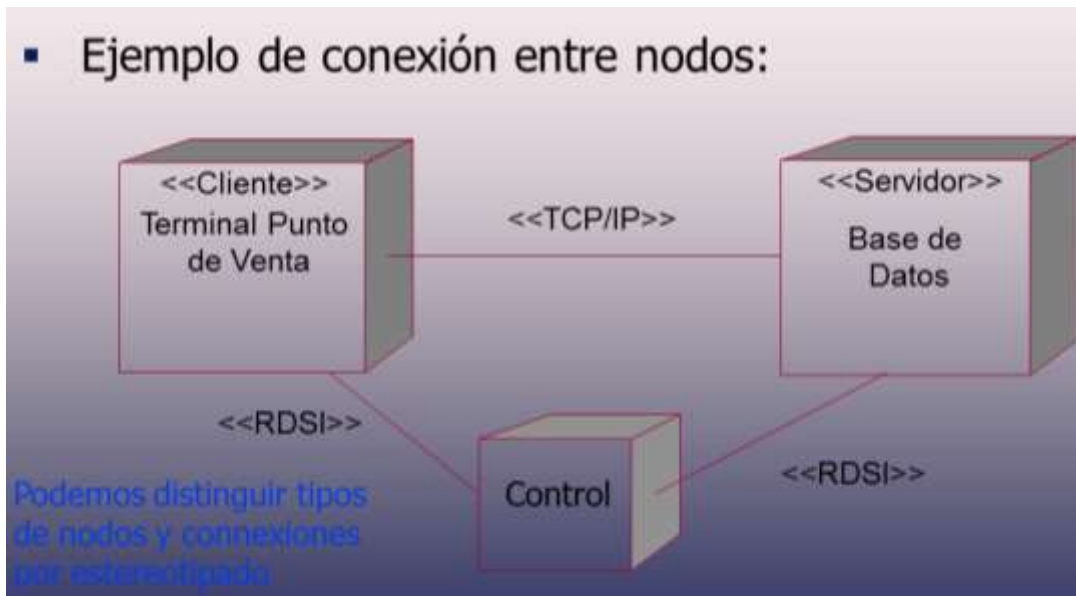 ▪ Ejemplo de conexión entre nodos:
<<Cliente>>
Terminal Punto
de Venta
<<TCP/IP>>
<<Servidor>>
Base de
Datos
<<RDSI>>
Control
<<RDSI>>
Podemos distinguir tipos
de nodos y connexiones
por estereotipado